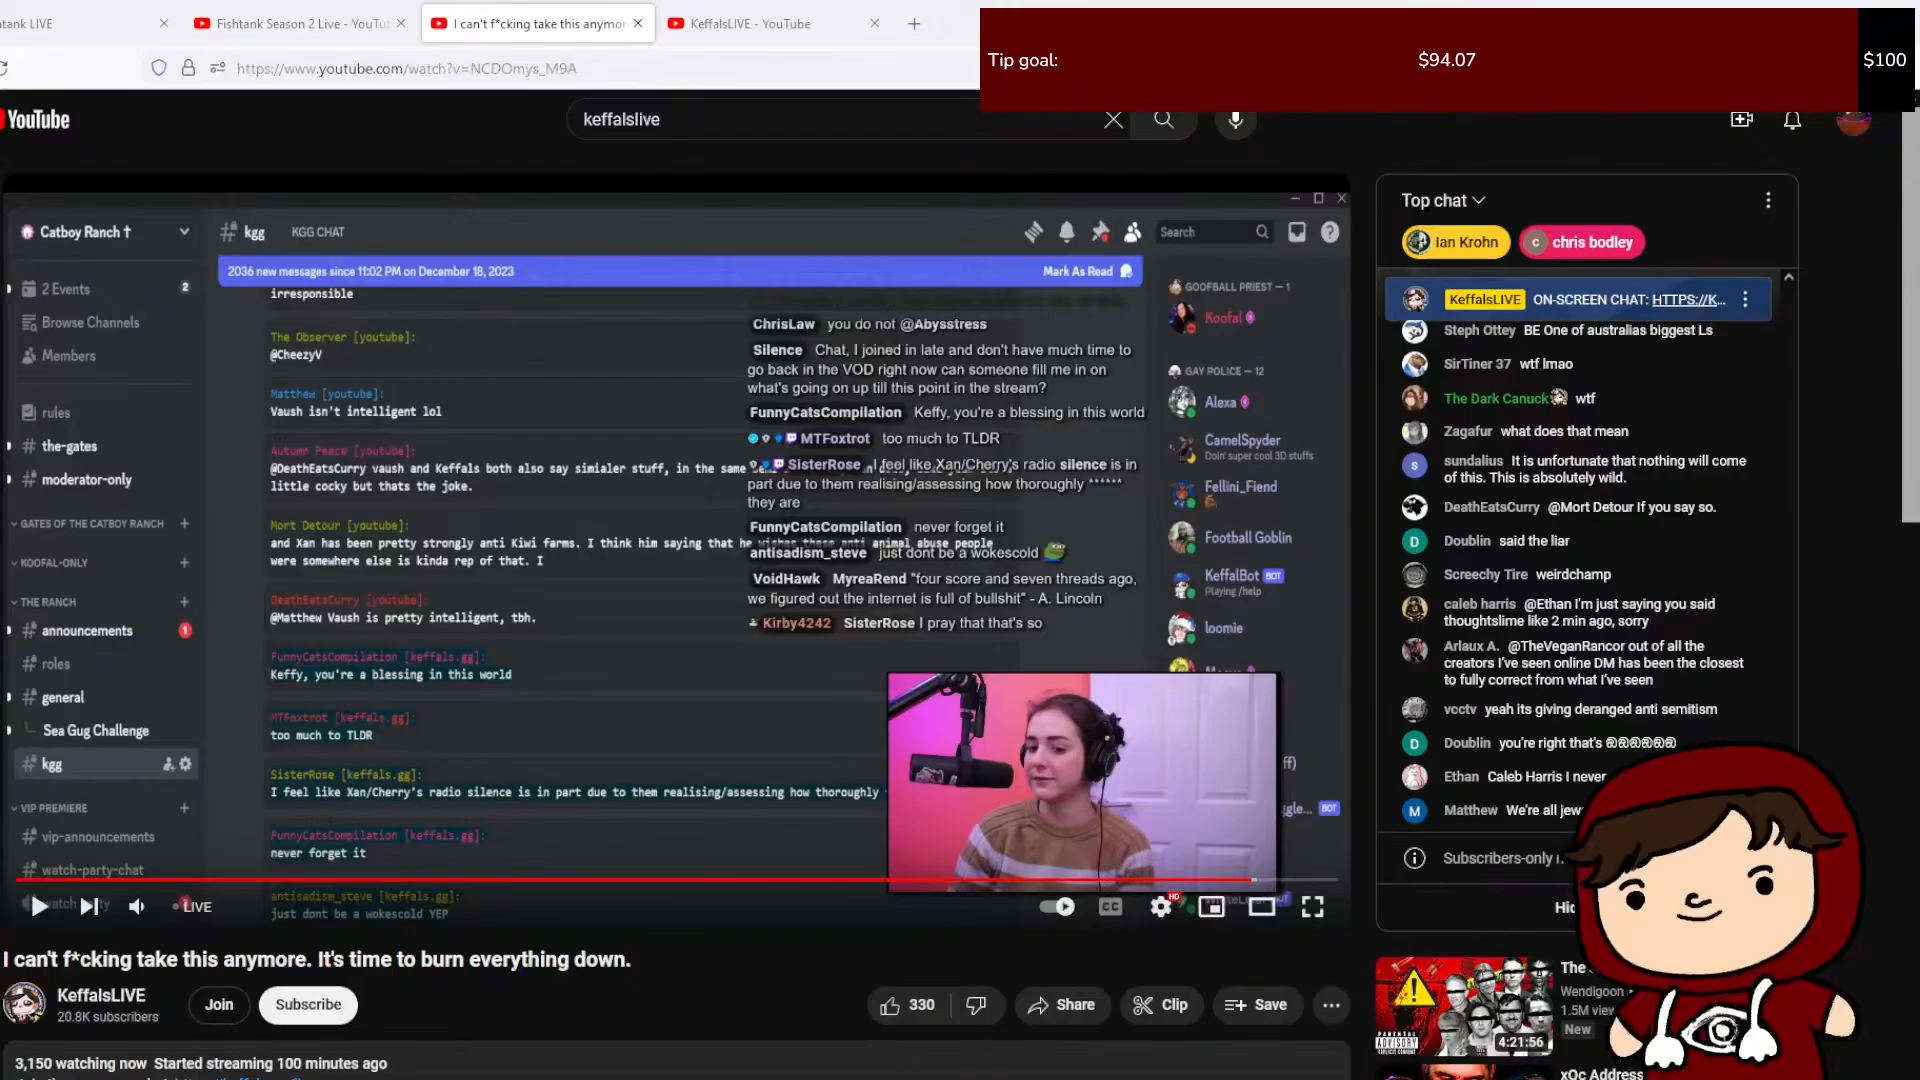 tank LIVE
Fishtank Season 2 Live - YouTu
I can't f*cking take this anymor
KeffalsLIVE - YouTube
https://www.youtube.com/watch?v=NCDOmys_M9A
Tip goal:
$94.07
$100
YouTube
keffalslive
Catboy Ranch †
kgg
KGG CHAT
Search
2036 new messages since 11:02 PM on December 18, 2023
Mark As Read
2 Events
2
Browse Channels
Members
rules
the-gates
moderator-only
GATES OF THE CATBOY RANCH
KOOFAL-ONLY
THE RANCH
announcements
1
roles
general
Sea Gug Challenge
kgg
VIP PREMIERE
vip-announcements
watch-party-chat
irresponsible
The Observer [youtube]:
@CheezyV
Matthew [youtube]:
Vaush isn't intelligent lol
Autumn Peace [youtube]:
@DeathEatsCurry vaush and Keffals both also say simialer stuff, in the same
little cocky but thats the joke.
Mort Detour [youtube]:
and Xan has been pretty strongly anti Kiwi farms. I think him saying that he wishes these anti animal abuse people
were somewhere else is kinda rep of that. I
DeathEatsCurry [youtube]:
@Matthew Vaush is pretty intelligent, tbh.
FunnyCatsCompilation [keffals.gg]:
Keffy, you're a blessing in this world
MTFoxtrot [keffals.gg]:
too much to TLDR
SisterRose [keffals.gg]:
I feel like Xan/Cherry's radio silence is in part due to them realising/assessing how thoroughly
FunnyCatsCompilation [keffals.gg]:
never forget it
antisadism_steve [keffals.gg]:
just dont be a wokescold YEP
ChrisLaw you do not @Abysstress
Silence Chat, I joined in late and don't have much time to
go back in the VOD right now can someone fill me in on
what's going on up till this point in the stream?
FunnyCatsCompilation Keffy, you're a blessing in this world
MTFoxtrot too much to TLDR
SisterRose I feel like Xan/Cherry's radio silence is in
part due to them realising/assessing how thoroughly ******
they are
FunnyCatsCompilation never forget it
antisadism_steve just dont be a wokescold
VoidHawk MyreaRend "four score and seven threads ago,
we figured out the internet is full of bullshit" - A. Lincoln
Kirby4242 SisterRose I pray that that's so
GOOFBALL PRIEST — 1
Koofal
GAY POLICE — 12
Alexa
CamelSpyder
Doin' super cool 3D stuffs
Fellini_Fiend
Football Goblin
KeffalBot BOT
Playing /help
loomie
BOT
LIVE
CC
HD
I can't f*cking take this anymore. It's time to burn everything down.
KeffalsLIVE
20.8K subscribers
Join
Subscribe
330
Share
Clip
Save
3,150 watching now Started streaming 100 minutes ago
Top chat
Ian Krohn
c
chris bodley
KeffalsLIVE ON-SCREEN CHAT: HTTPS://K...
Steph Ottey BE One of australias biggest Ls
SirTiner 37 wtf lmao
The Dark Canuck wtf
Zagafur what does that mean
s
sundalius It is unfortunate that nothing will come
of this. This is absolutely wild.
DeathEatsCurry @Mort Detour If you say so.
D
Doublin said the liar
Screechy Tire weirdchamp
caleb harris @Ethan I'm just saying you said
thoughtslime like 2 min ago, sorry
Arlaux A. @TheVeganRancor out of all the
creators I've seen online DM has been the closest
to fully correct from what I've seen
vcctv yeah its giving deranged anti semitism
D
Doublin you're right that's
Ethan Caleb Harris I never
M
Matthew We're all jew
Subscribers-only
Hid
The
Wendigoon
1.5M view
New
PARENTAL
ADVISORY
EXPLICIT CONTENT
4:21:56
xQc Address